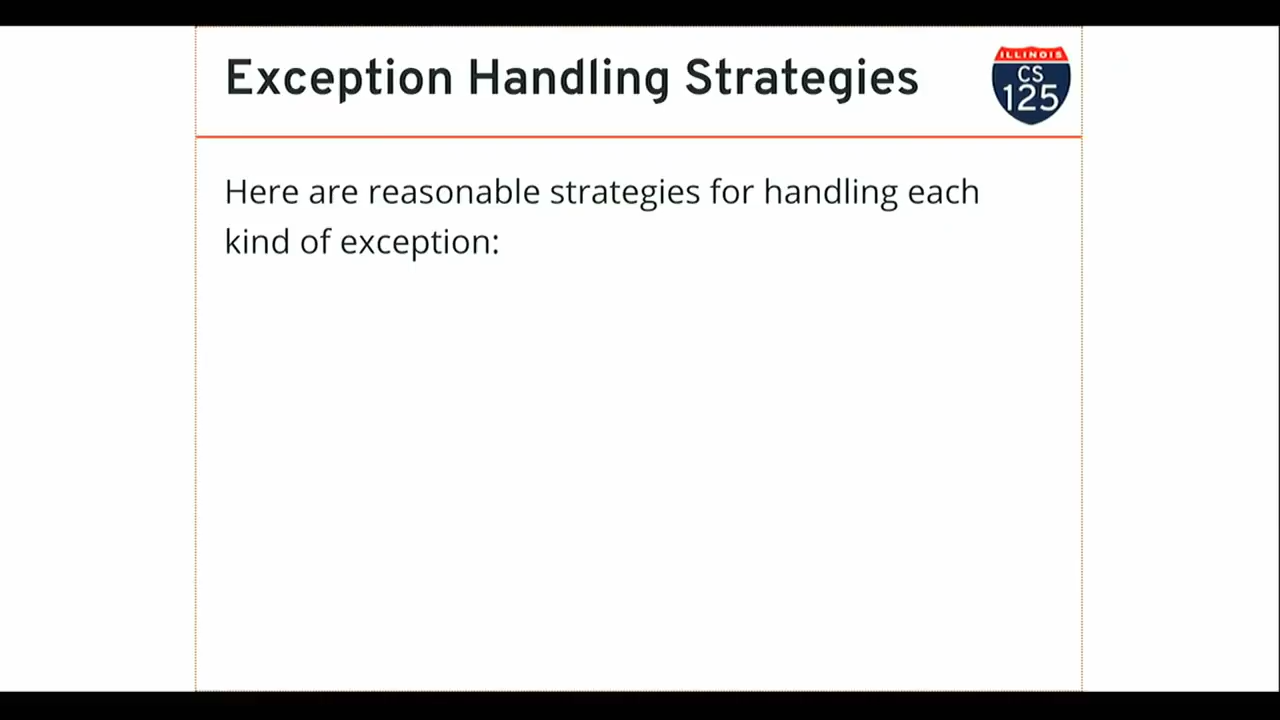 Exception Handling Strategies
ILLINOIS
CS
125
Here are reasonable strategies for handling each
kind of exception: